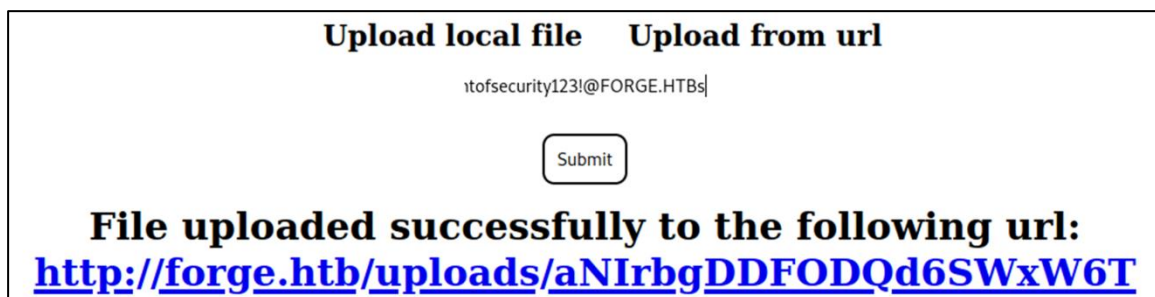 Upload local file Upload from url
ntofsecurity123!@FORGE.HTBs
Submit
File uploaded successfully to the following url:
http://forge.htb/uploads/aNIrbgDDFODQd6SWxW6T